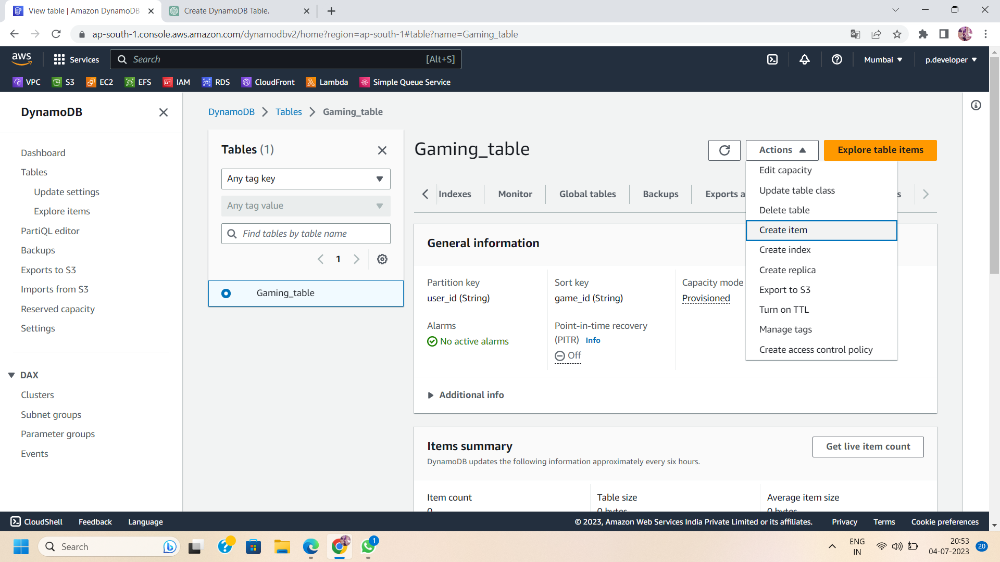 View table | Amazon DynamoDB
Create DynamoDB Table.
ap-south-1.console.aws.amazon.com/dynamodbv2/home?region=ap-south-1#table?name=Gaming_table
aws
Services
Search
[Alt+S]
Mumbai
p.developer
VPC
S3
EC2
EFS
IAM
RDS
CloudFront
Lambda
Simple Queue Service
DynamoDB
Dashboard
Tables
Update settings
Explore items
PartiQL editor
Backups
Exports to S3
Imports from S3
Reserved capacity
Settings
DAX
Clusters
Subnet groups
Parameter groups
Events
DynamoDB
Tables
Gaming_table
Tables (1)
Any tag key
Any tag value
Find tables by table name
1
Gaming_table
Gaming_table
Actions
Explore table items
Indexes
Monitor
Global tables
Backups
Exports a
s
Edit capacity
Update table class
Delete table
Create item
Create index
Create replica
Export to S3
Turn on TTL
Manage tags
Create access control policy
General information
Partition key
user_id (String)
Sort key
game_id (String)
Capacity mode
Provisioned
Alarms
No active alarms
Point-in-time recovery
(PITR) Info
Off
Additional info
Items summary
Get live item count
DynamoDB updates the following information approximately every six hours.
Item count
0
Table size
0 bytes
Average item size
0 bytes
CloudShell
Feedback
Language
© 2023, Amazon Web Services India Private Limited or its affiliates.
Privacy
Terms
Cookie preferences
Search
1
ENG
IN
20:53
04-07-2023
20